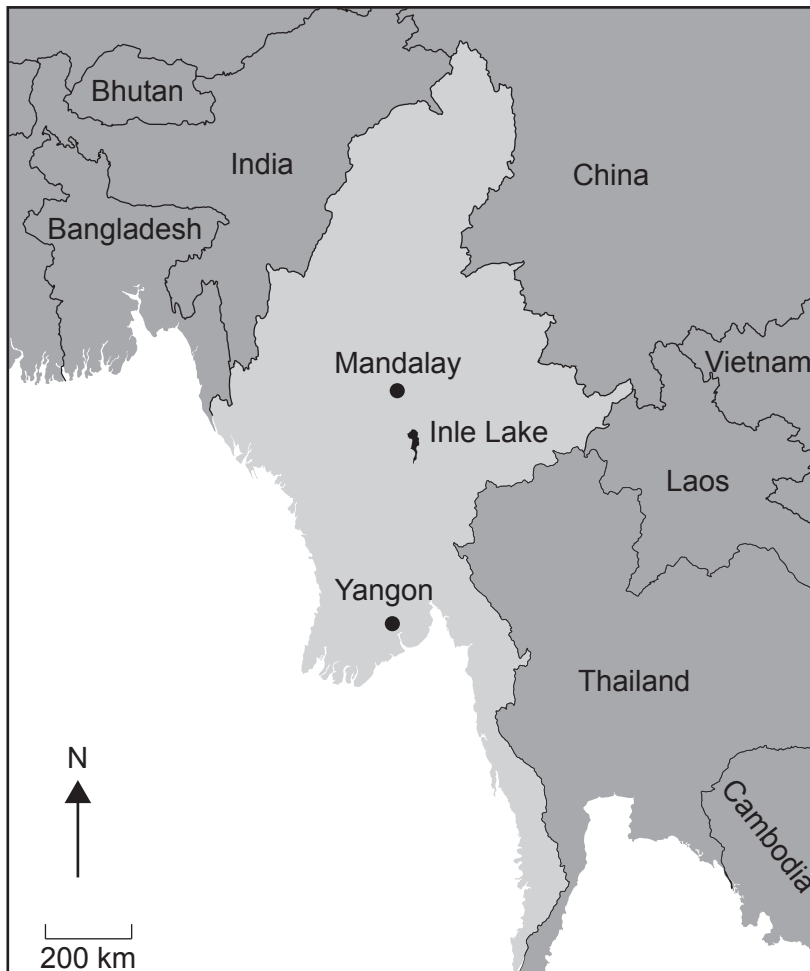 Bhutan
India
China
Bangladesh
Mandalay
Vietnam
Inle Lake
Laos
Yangon
Thailand
N
Cambodia
200 km